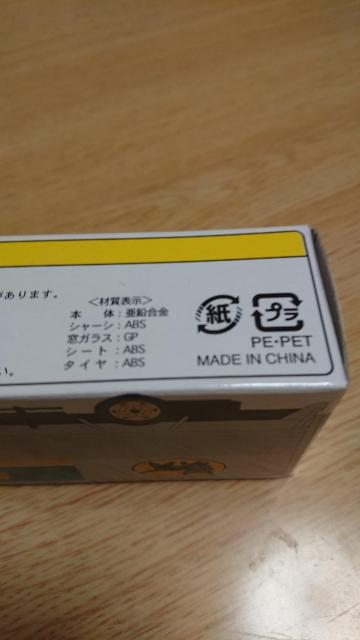 があります。
<材質表示>
本 体：亜鉛合金
シャーシ：ABS
窓ガラス：GP
シート：ABS
タイヤ：ABS
い。
紙
プラ
PE・PET
MADE IN CHINA